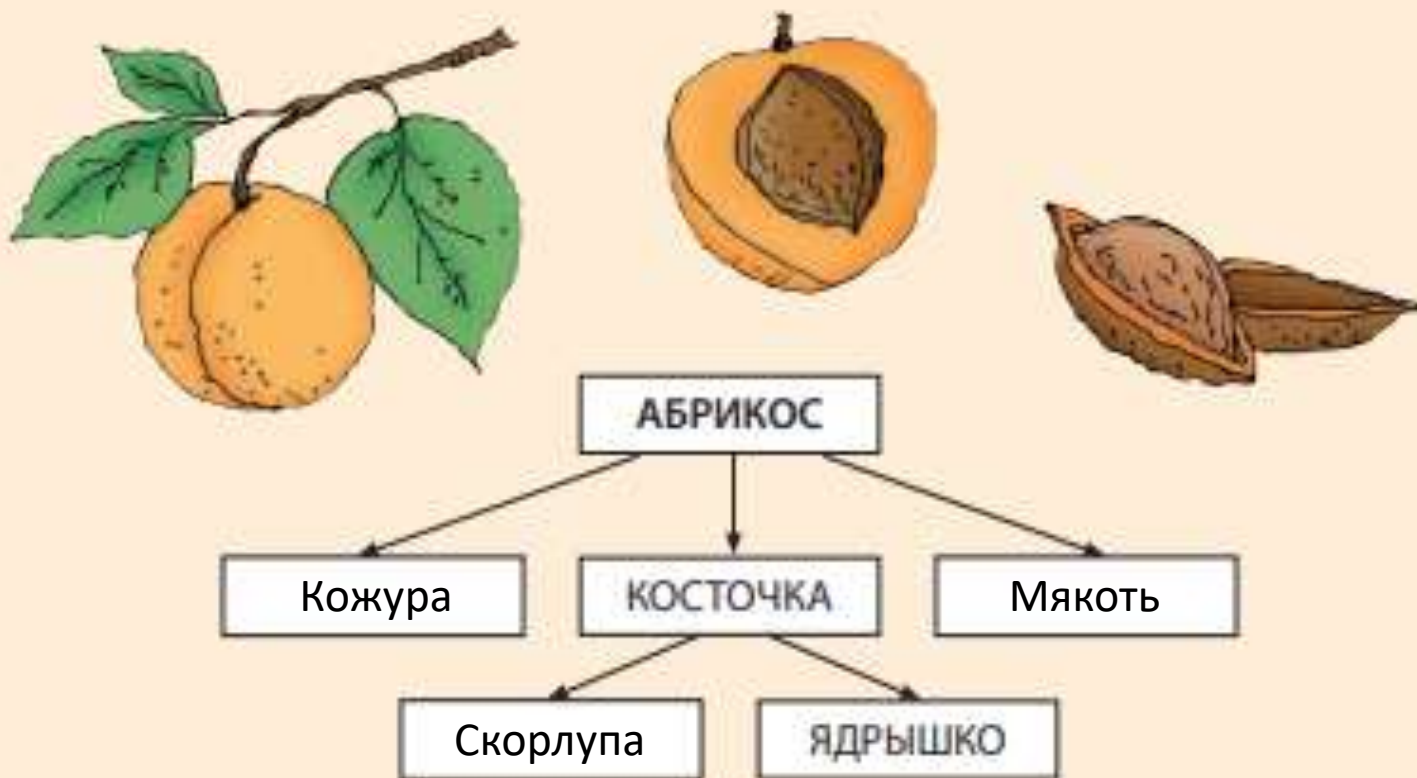 АБРИКОС
Кожура
КОСТОЧКА
Мякоть
Скорлупа
ЯДРЫШКО